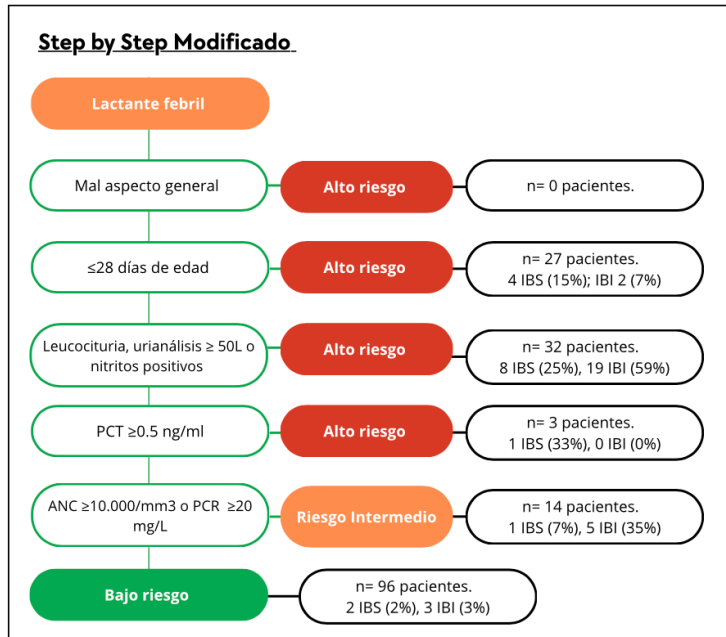 Step by Step Modificado
Lactante febril
Mal aspecto general
Alto riesgo
n= 0 pacientes.
≤28 días de edad
Alto riesgo
n= 27 pacientes.
4 IBS (15%); IBI 2 (7%)
Leucocituria, urianálisis ≥ 50L o
nitritos positivos
Alto riesgo
n= 32 pacientes.
8 IBS (25%), 19 IBI (59%)
PCT ≥0.5 ng/ml
Alto riesgo
n= 3 pacientes.
1 IBS (33%), 0 IBI (0%)
ANC ≥10.000/mm3 o PCR ≥20
mg/L
Riesgo Intermedio
n= 14 pacientes.
1 IBS (7%), 5 IBI (35%)
Bajo riesgo
n= 96 pacientes.
2 IBS (2%), 3 IBI (3%)